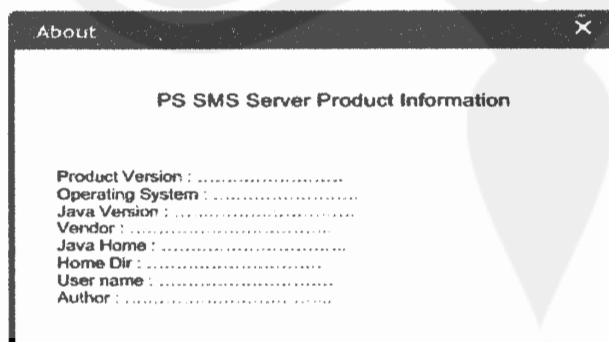 About
PS SMS Server Product Information
Product Version : ..........................
Operating System : ..........................
Java Version : ................................
Vendor : ....................................
Java Home : ..................................
Home Dir : ................................
User name : ...............................
Author : .....................................